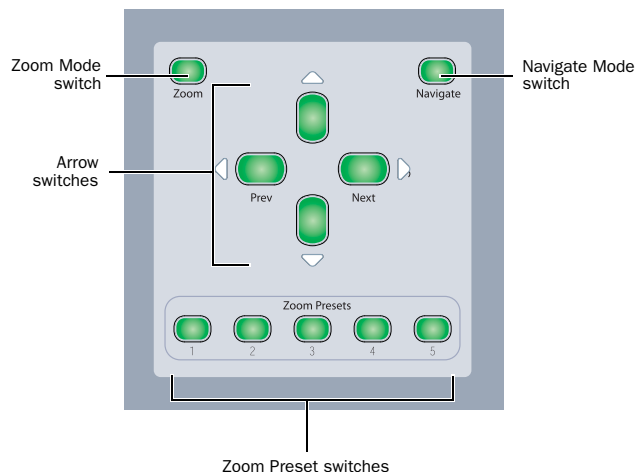 Zoom Mode
switch
Navigate Mode
switch
Zoom
Navigate
Arrow
switches
Prev
Next
Zoom Presets
1 2 3 4 5
Zoom Preset switches